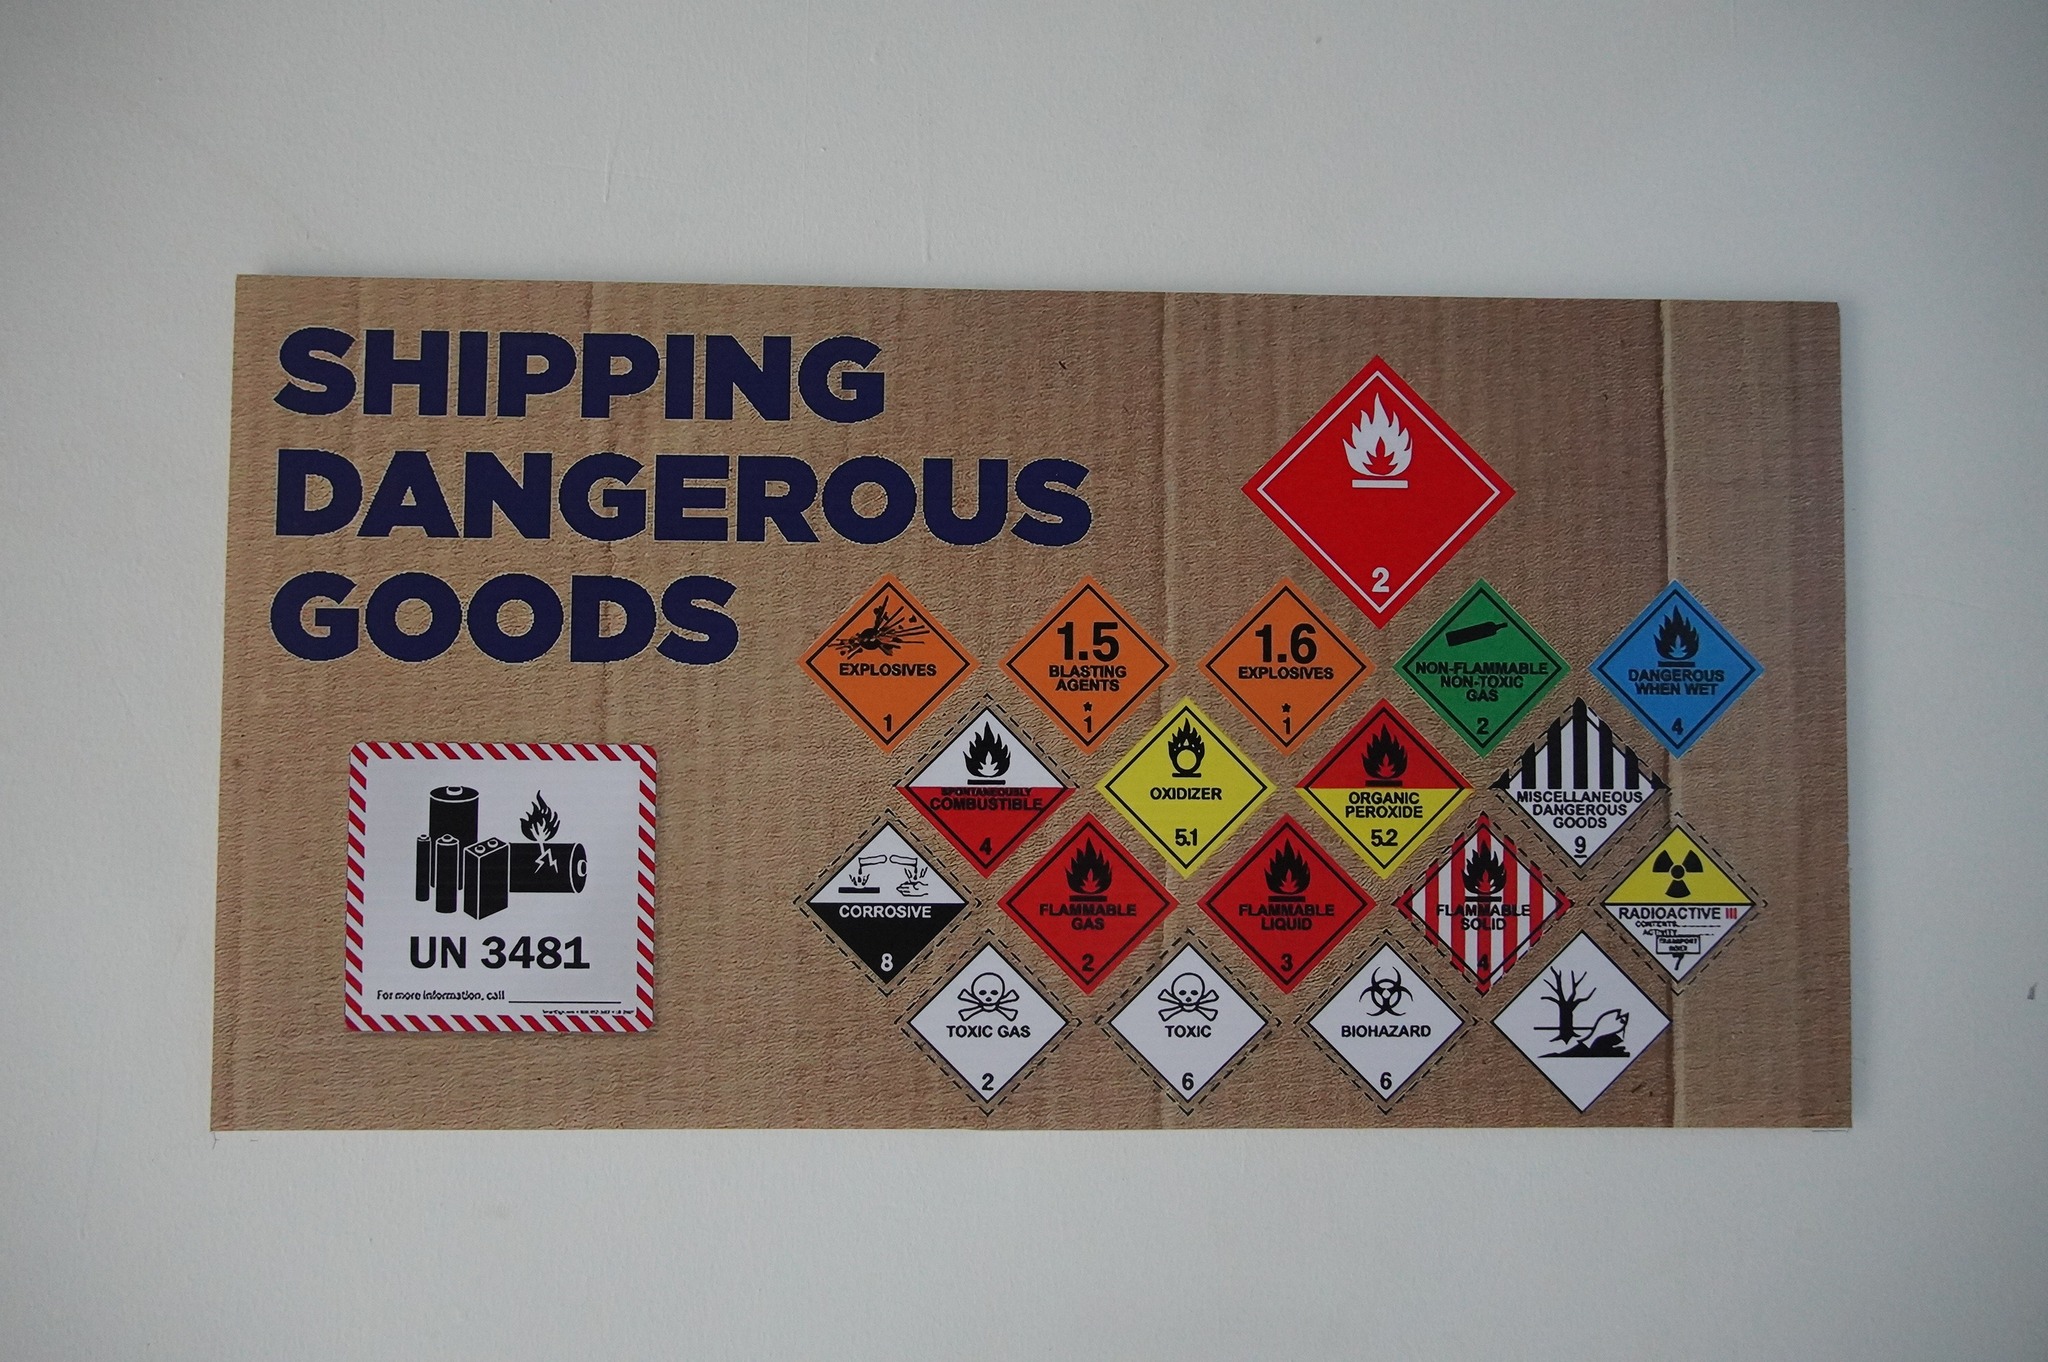 SHIPPING
DANGEROUS
GOODS
2
EXPLOSIVES
1
1.5
BLASTING
AGENTS
*
1
1.6
EXPLOSIVES
*
1
NON-FLAMMABLE
NON-TOXIC
GAS
2
DANGEROUS
WHEN WET
4
SPONTANEOUSLY
COMBUSTIBLE
4
OXIDIZER
5.1
ORGANIC
PEROXIDE
5.2
MISCELLANEOUS
DANGEROUS
GOODS
9
CORROSIVE
8
FLAMMABLE
GAS
2
FLAMMABLE
LIQUID
3
FLAMMABLE
SOLID
4
RADIOACTIVE III
CONTENTS
ACTIVITY
TRANSPORT
7
TOXIC GAS
2
TOXIC
6
BIOHAZARD
6
UN 3481
For more information, call